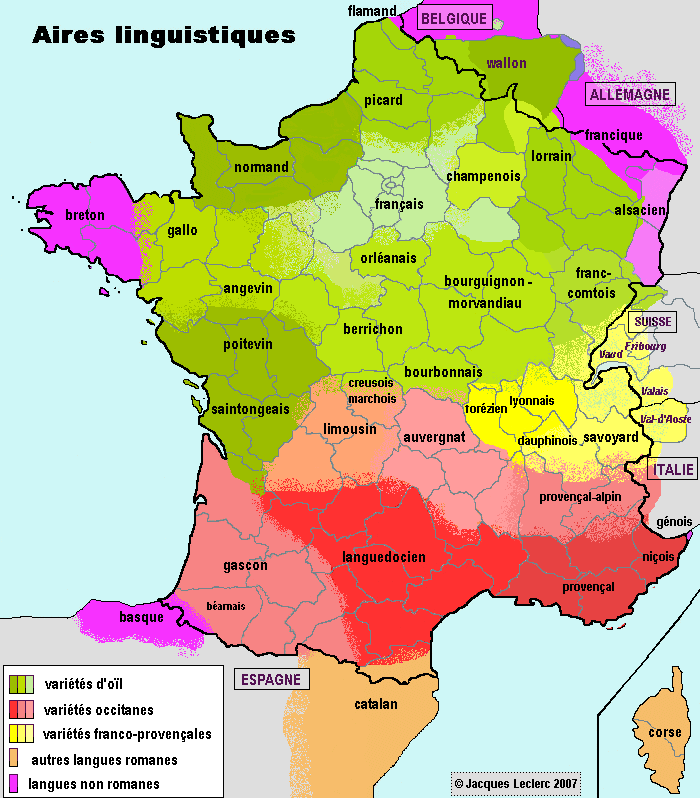 flamand
BELGIQUE
Aires linguistiques
wallon
ALLEMAGNE
picard
francique
normand
lorrain
champenois
français
alsacien
breton
gallo
orléanais
bourguignon -
morvandiau
franc-
comtois
angevin
berrichon
SUISSE
poitevin
Vaud
Fribourg
bourbonnais
creusois
marchois
Valais
saintongeais
forézien
lyonnais
Val-d'Aoste
limousin
auvergnat
dauphinois
savoyard
ITALIE
provençal-alpin
génois
languedocien
niçois
gascon
provençal
béarnais
basque
ESPAGNE
catalan
corse
variétés d'oïl
variétés occitanes
variétés franco-provençales
autres langues romanes
langues non romanes
© Jacques Leclerc 2007